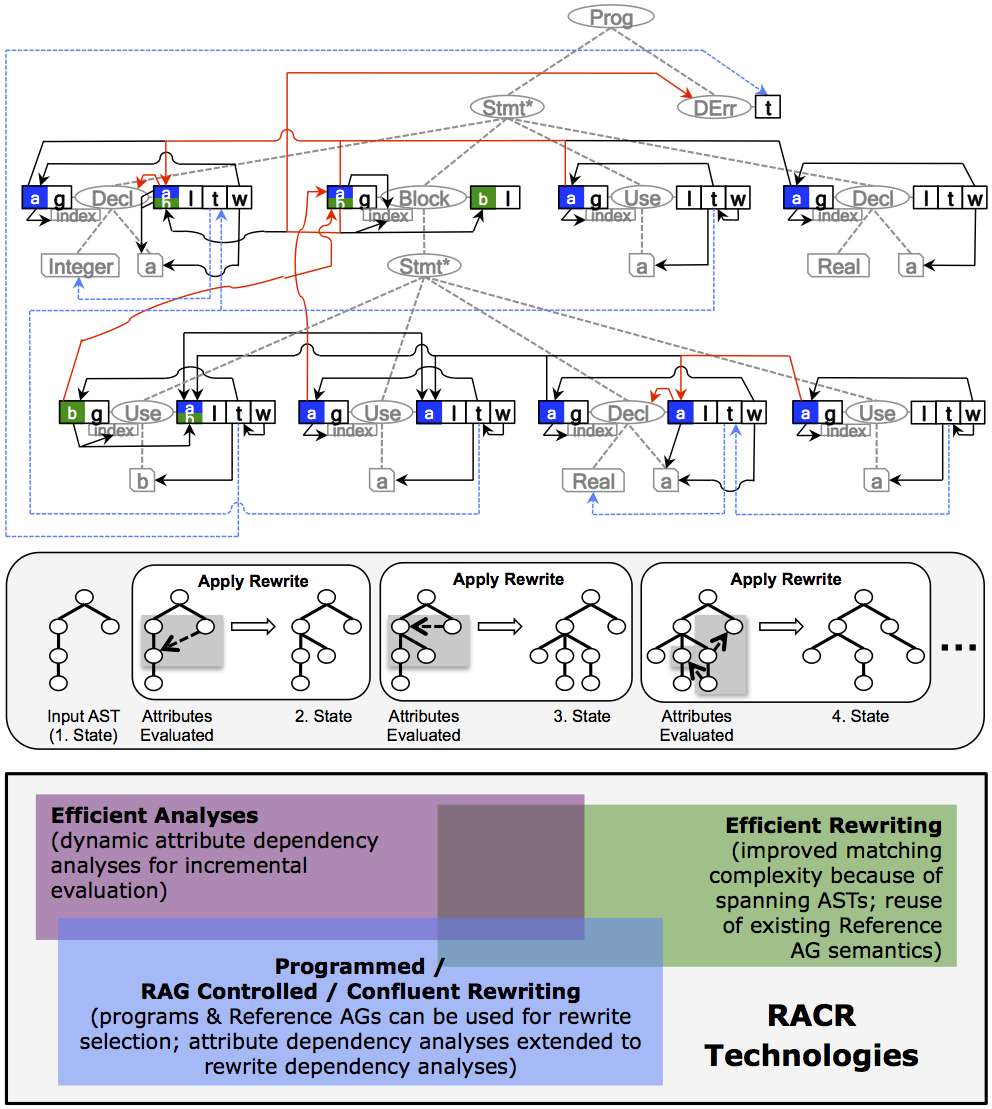 Prog
Stmt*
DErr
t
a g
Decl
a b l t w
a b g
Block
b l
a g
Use
l t w
a g
Decl
l t w
index
index
index
index
Integer
a
Stmt*
a
Real
a
b g
Use
a b l t w
a g
Use
a l t w
a g
Decl
a l t w
a g
Use
l t w
index
index
index
index
b
a
Real
a
a
Apply Rewrite
Apply Rewrite
Apply Rewrite
...
Input AST
(1. State)
Attributes
Evaluated
2. State
Attributes
Evaluated
3. State
Attributes
Evaluated
4. State
Efficient Analyses
(dynamic attribute dependency
analyses for incremental
evaluation)
Efficient Rewriting
(improved matching
complexity because of
spanning ASTs; reuse
of existing Reference
AG semantics)
Programmed /
RAG Controlled / Confluent Rewriting
(programs & Reference AGs can be used for rewrite
selection; attribute dependency analyses extended to
rewrite dependency analyses)
RACR
Technologies